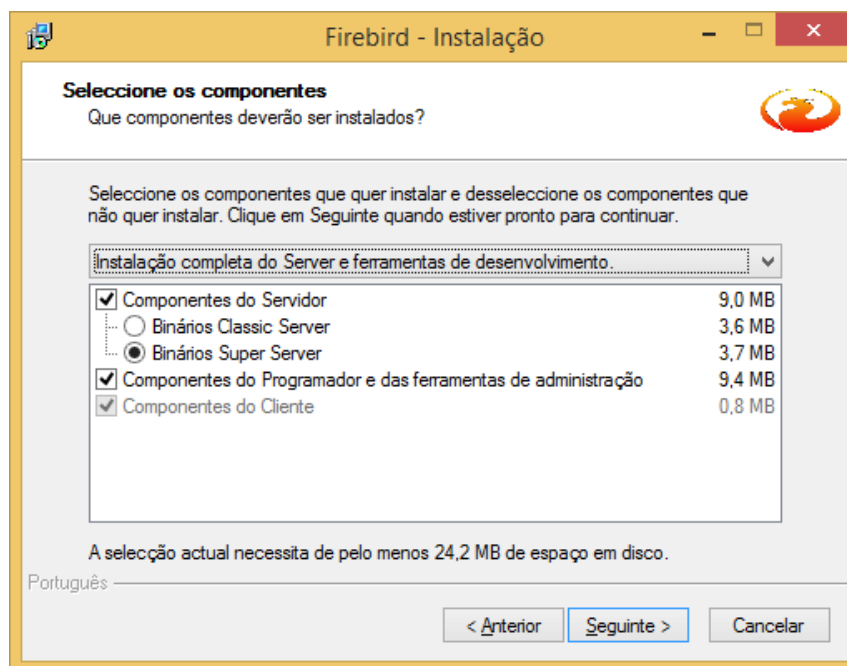 Firebird - Instalação
Seleccione os componentes
Que componentes deverão ser instalados?
Seleccione os componentes que quer instalar e desseleccione os componentes que
não quer instalar. Clique em Seguinte quando estiver pronto para continuar.
Instalação completa do Server e ferramentas de desenvolvimento.
Componentes do Servidor 9,0 MB
Binários Classic Server 3,6 MB
Binários Super Server 3,7 MB
Componentes do Programador e das ferramentas de administração 9,4 MB
Componentes do Cliente 0,8 MB
A selecção actual necessita de pelo menos 24,2 MB de espaço em disco.
Português
< Anterior Seguinte > Cancelar